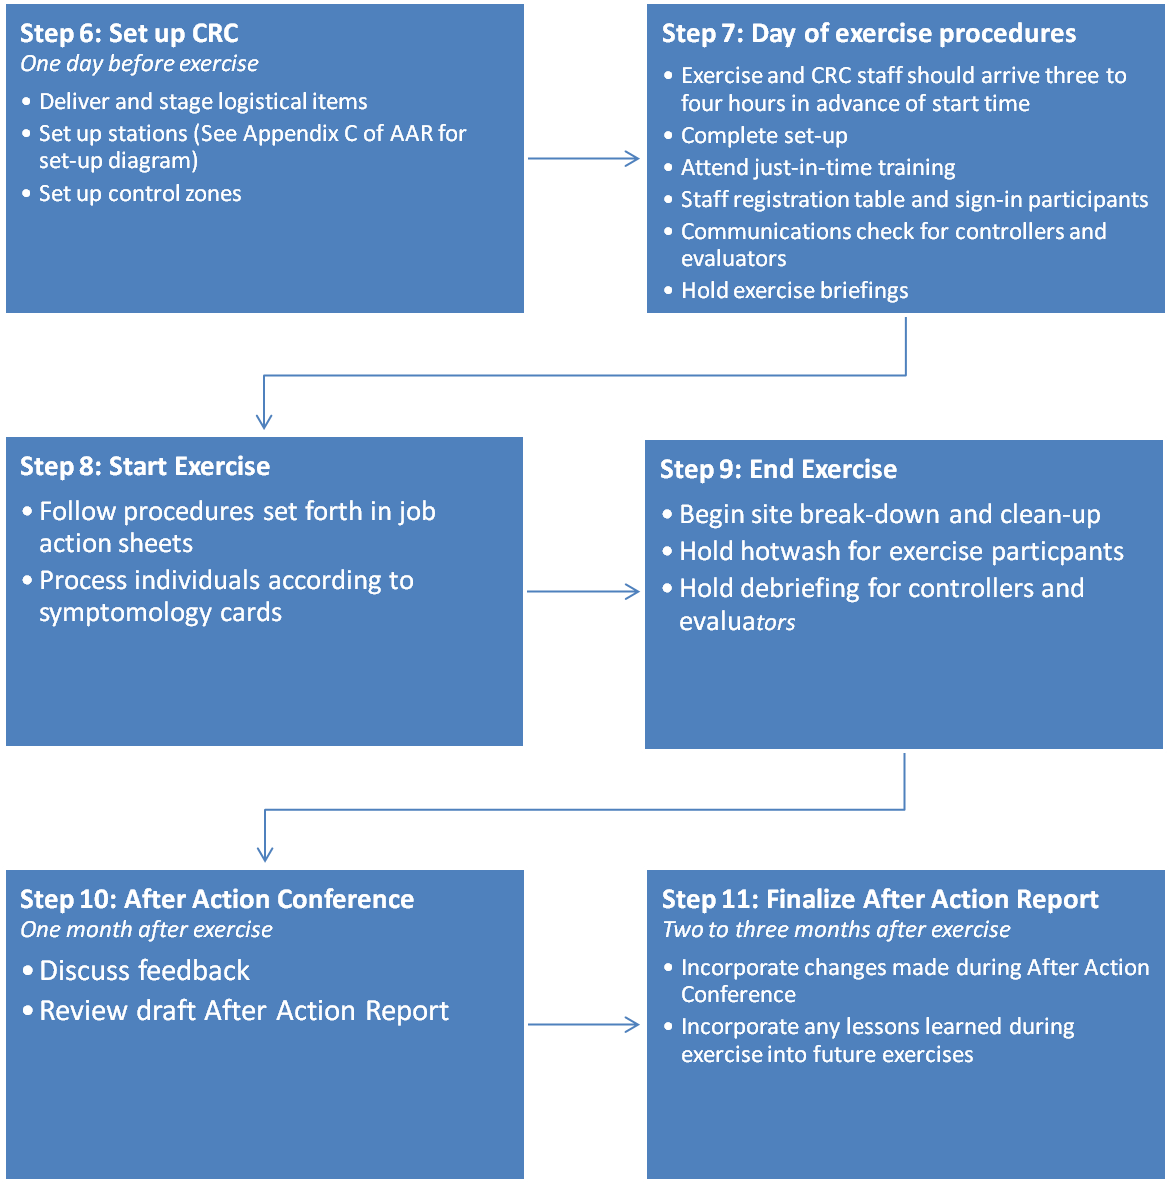 Step 6: Set up CRC
One day before exercise
• Deliver and stage logistical items
• Set up stations (See Appendix C of AAR for
set-up diagram)
• Set up control zones
Step 7: Day of exercise procedures
• Exercise and CRC staff should arrive three to
four hours in advance of start time
• Complete set-up
• Attend just-in-time training
• Staff registration table and sign-in participants
• Communications check for controllers and
evaluators
• Hold exercise briefings
Step 8: Start Exercise
• Follow procedures set forth in job
action sheets
• Process individuals according to
symptomology cards
Step 9: End Exercise
• Begin site break-down and clean-up
• Hold hotwash for exercise particpants
• Hold debriefing for controllers and
evaluators
Step 10: After Action Conference
One month after exercise
• Discuss feedback
• Review draft After Action Report
Step 11: Finalize After Action Report
Two to three months after exercise
• Incorporate changes made during After Action
Conference
• Incorporate any lessons learned during
exercise into future exercises